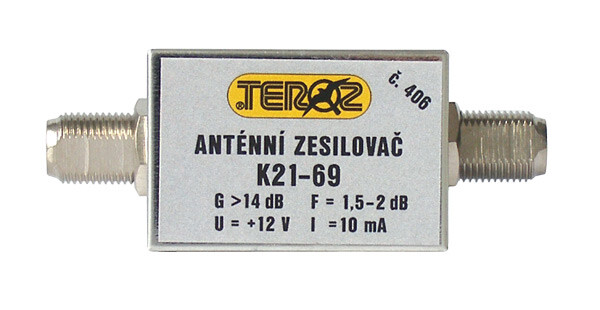 ®TEROZ
č. 406
ANTÉNNÍ ZESILOVAČ
K21-69
G >14 dB F = 1,5-2 dB
U = +12 V I =10 mA